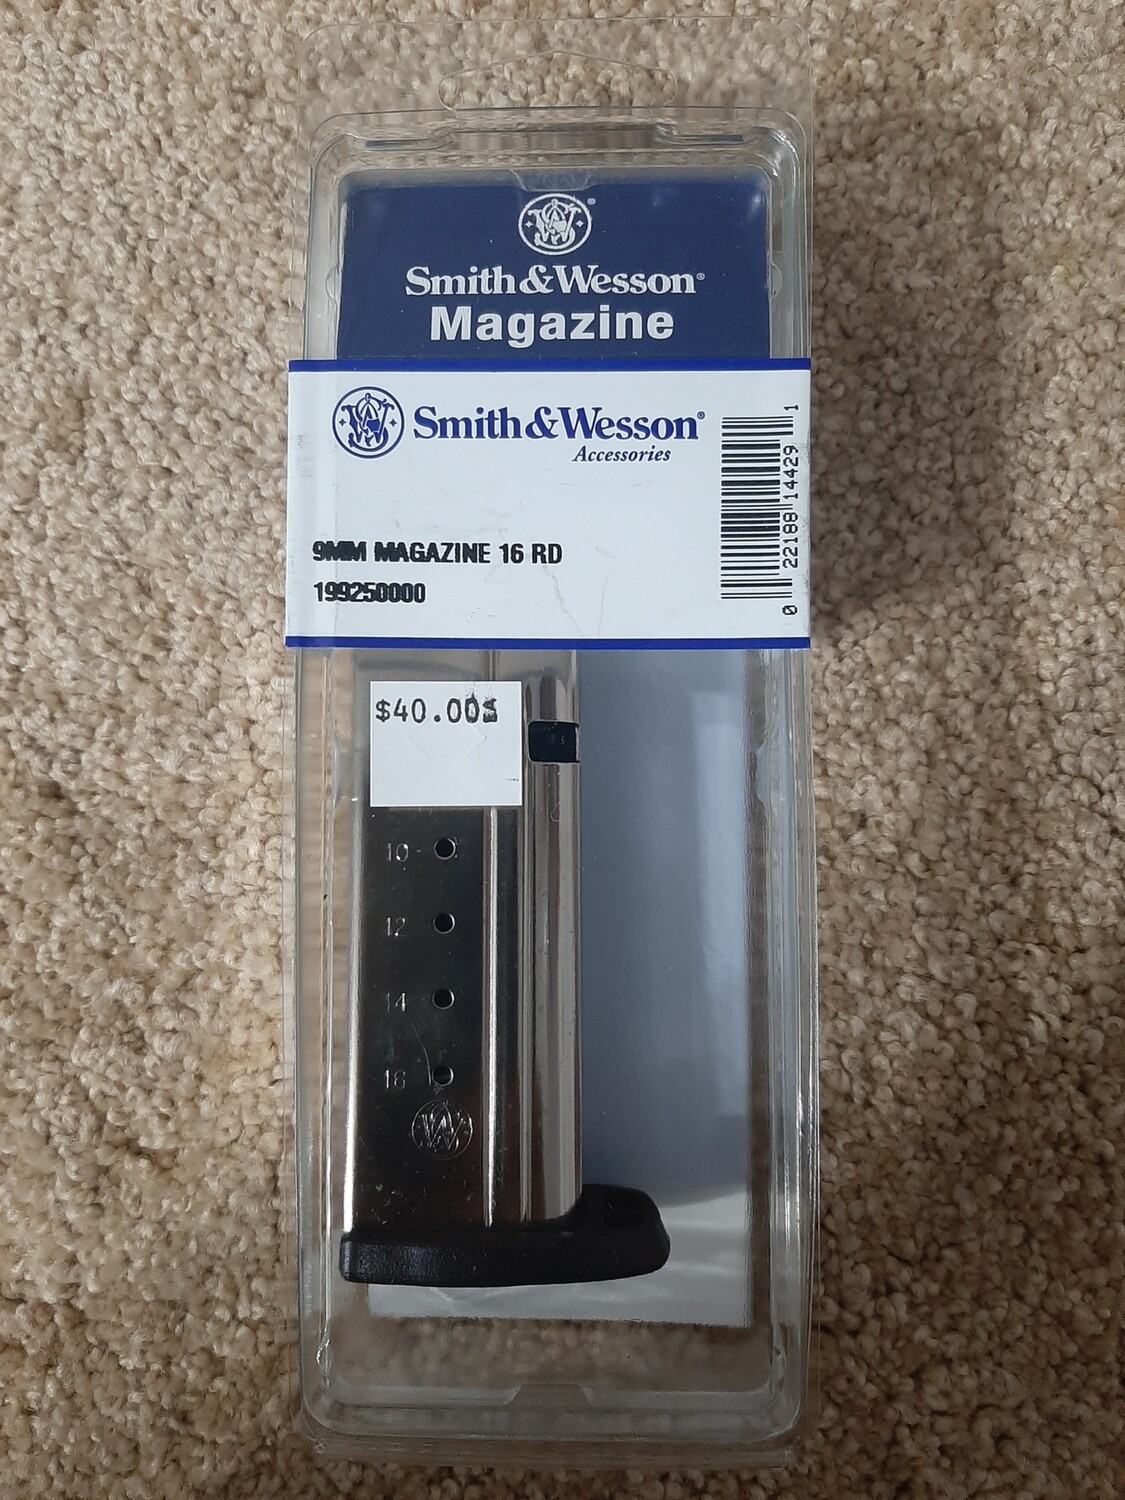 Smith&Wesson®
Magazine
Smith&Wesson®
Accessories
9MM MAGAZINE 16 RD
199250000
0 22188 14429 1
$40.00
10
12
14
16